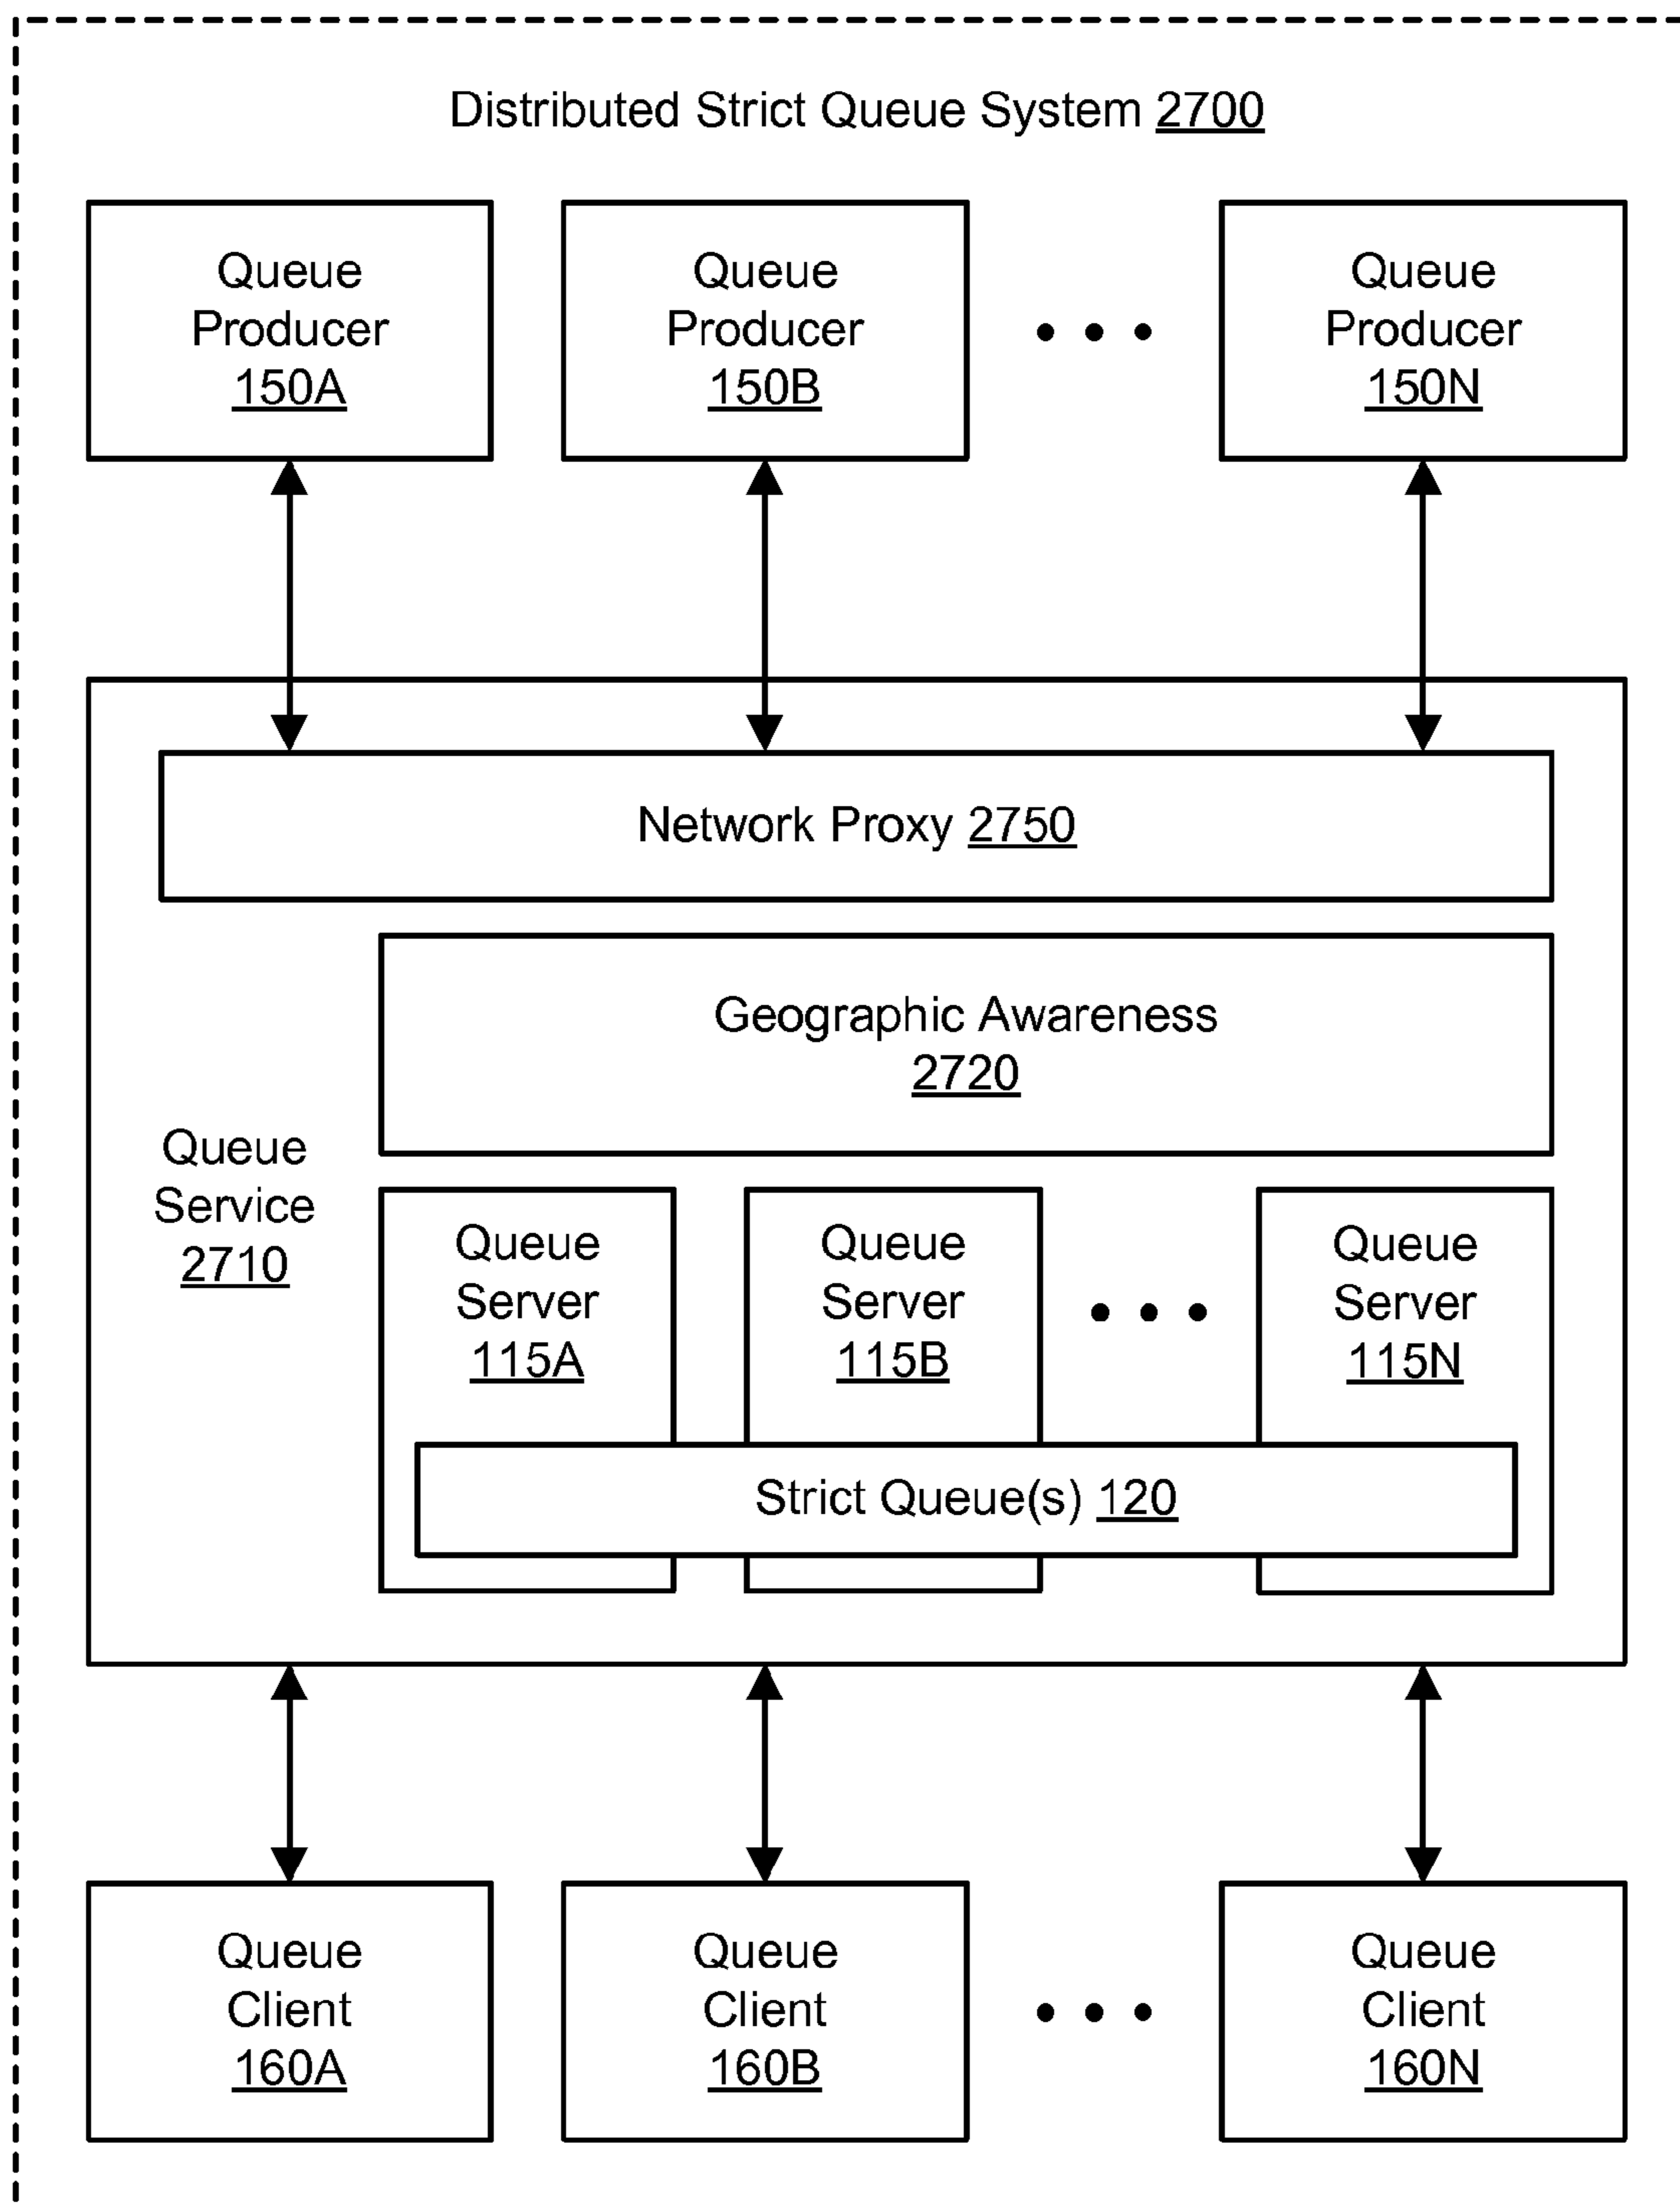 Distributed Strict Queue System 2700
Queue
Producer
150A
Queue
Producer
150B
Queue
Producer
150N
Network Proxy 2750
Geographic Awareness
2720
Queue
Service
2710
Queue
Server
115A
Queue
Server
115B
Queue
Server
115N
Strict Queue(s) 120
Queue
Client
160A
Queue
Client
160B
Queue
Client
160N